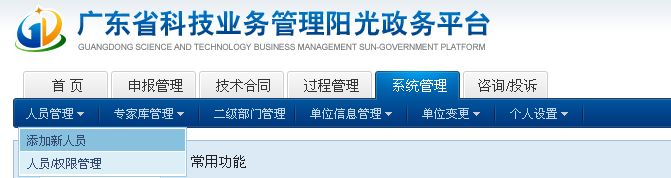 广东省科技业务管理阳光政务平台
GUANGDONG SCIENCE AND TECHNOLOGY BUSINESS MANAGEMENT SUN-GOVERNMENT PLATFORM
首 页 申报管理 技术合同 过程管理 系统管理 咨询/投诉
人员管理 专家库管理 二级部门管理 单位信息管理 单位变更 个人设置
添加新人员
人员/权限管理 常用功能